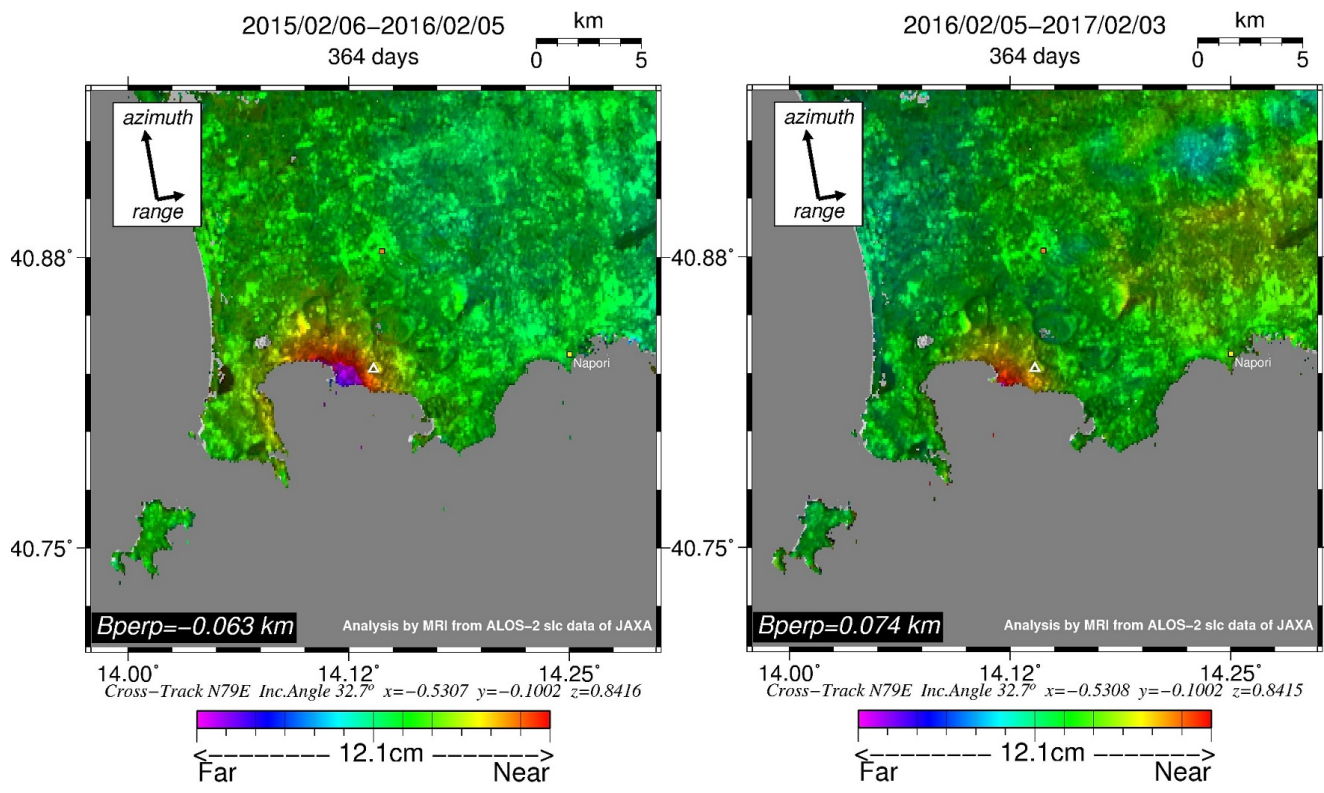 2015/02/06−2016/02/05
364 days
km
0 5
azimuth
range
40.88°
40.75°
Napori
Bperp=−0.063 km
Analysis by MRI from ALOS−2 slc data of JAXA
14.00° 14.12° 14.25°
Cross−Track N79E Inc.Angle 32.7° x=−0.5307 y=−0.1002 z=0.8416
12.1cm
Far Near
2016/02/05−2017/02/03
364 days
km
0 5
azimuth
range
40.88°
40.75°
Napori
Bperp=0.074 km
Analysis by MRI from ALOS−2 slc data of JAXA
14.00° 14.12° 14.25°
Cross−Track N79E Inc.Angle 32.7° x=−0.5308 y=−0.1002 z=0.8415
12.1cm
Far Near